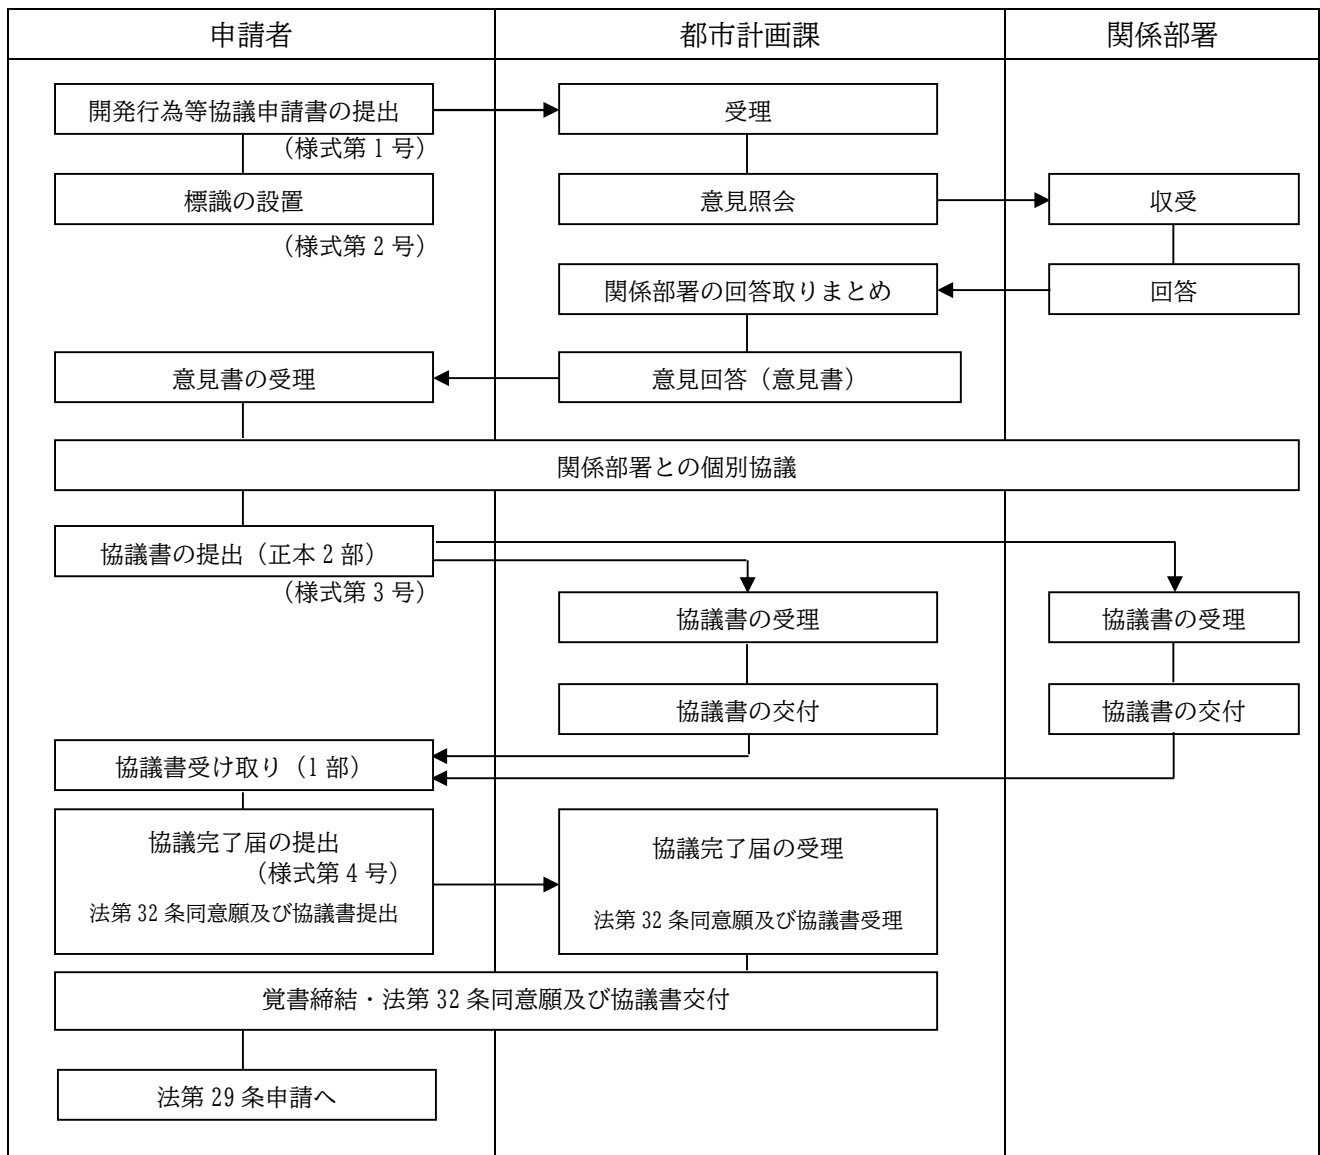 申請者
都市計画課
関係部署
開発行為等協議申請書の提出
受理
(様式第1号)
標識の設置
意見照会
収受
(様式第2号)
関係部署の回答取りまとめ
回答
意見書の受理
意見回答(意見書)
関係部署との個別協議
協議書の提出(正本2部)
(様式第3号)
協議書の受理
協議書の受理
協議書の交付
協議書の交付
協議書受け取り(1部)
協議完了届の提出
(様式第4号)
法第32条同意願及び協議書提出
協議完了届の受理
法第32条同意願及び協議書受理
覚書締結・法第32条同意願及び協議書交付
法第29条申請へ